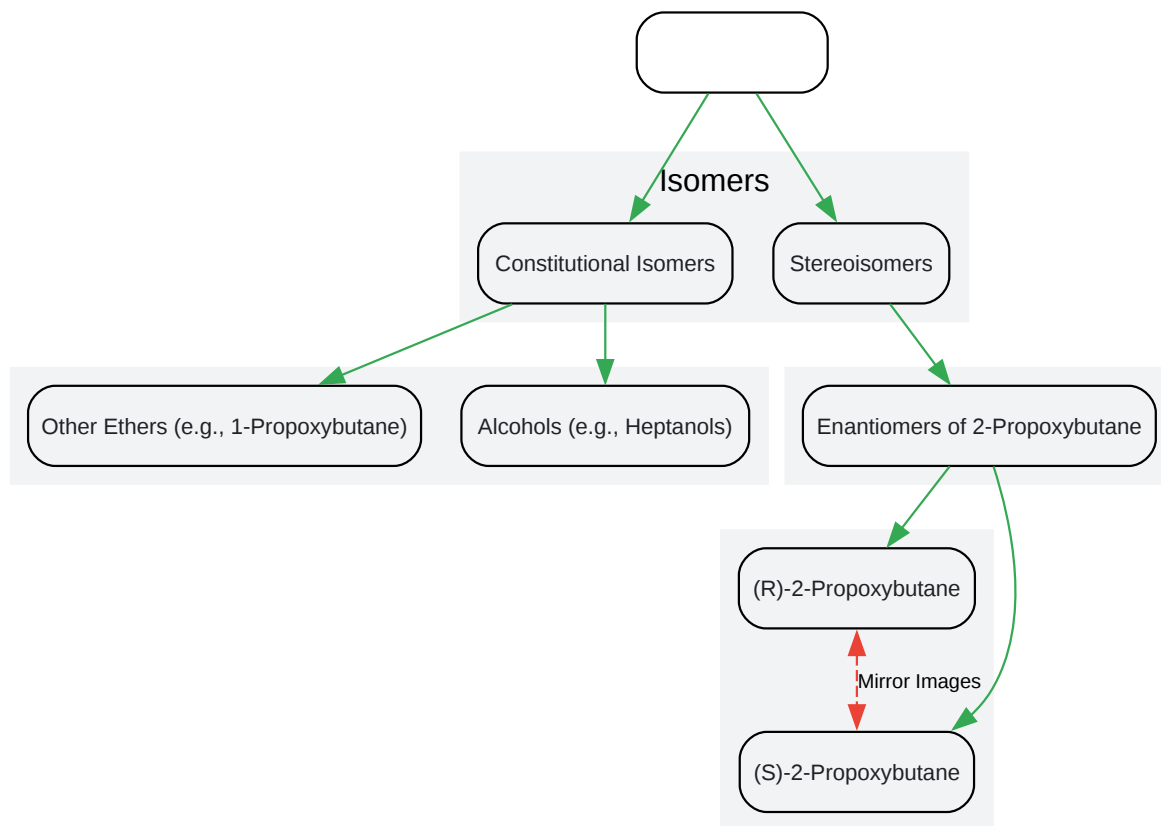 Isomers
Constitutional Isomers
Stereoisomers
Other Ethers (e.g., 1-Propoxybutane)
Alcohols (e.g., Heptanols)
Enantiomers of 2-Propoxybutane
(R)-2-Propoxybutane
Mirror Images
(S)-2-Propoxybutane